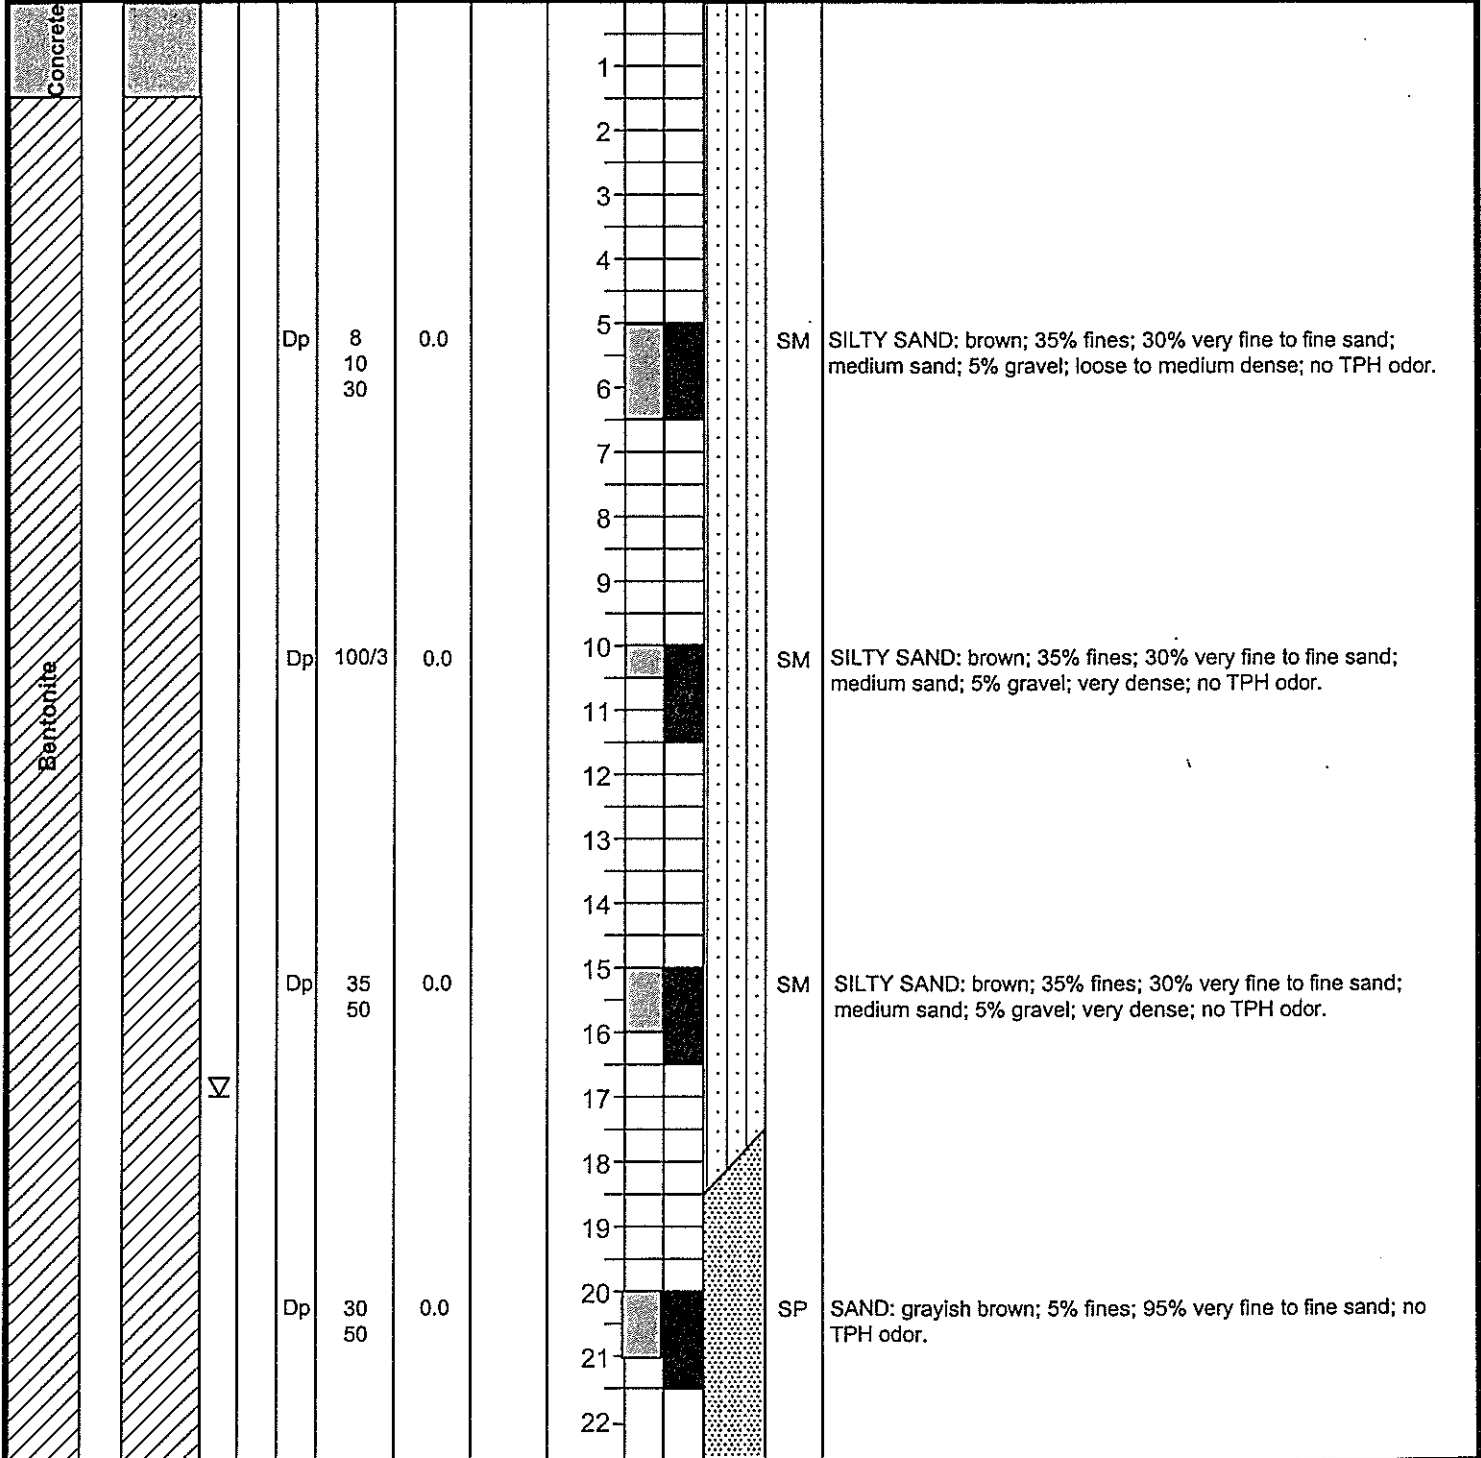 Concrete
1
2
3
4
5
Dp 8 0.0 SM SILTY SAND: brown; 35% fines; 30% very fine to fine sand;
10 medium sand; 5% gravel; loose to medium dense; no TPH odor.
30
6
7
8
9
10
Dp 100/3 0.0 SM SILTY SAND: brown; 35% fines; 30% very fine to fine sand;
medium sand; 5% gravel; very dense; no TPH odor.
Bentonite
11
12
13
14
15
Dp 35 0.0 SM SILTY SAND: brown; 35% fines; 30% very fine to fine sand;
50 medium sand; 5% gravel; very dense; no TPH odor.
16
17
18
19
20
Dp 30 0.0 SP SAND: grayish brown; 5% fines; 95% very fine to fine sand; no
50 TPH odor.
21
22